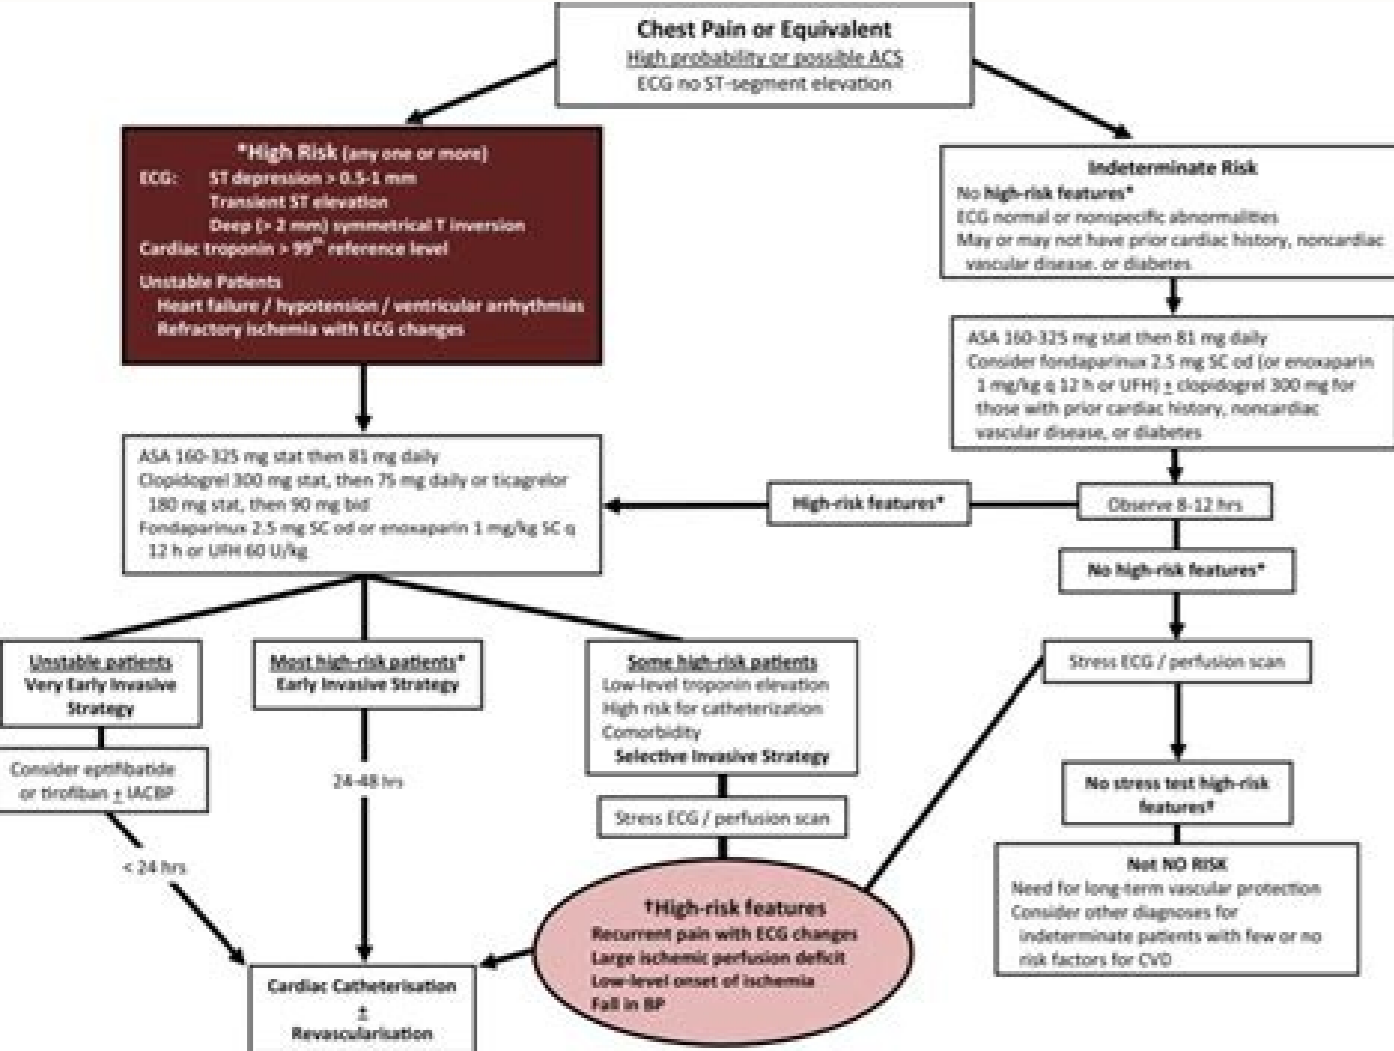 Chest Pain or Equivalent
High probability or possible ACS
ECG no ST-segment elevation
*High Risk (any one or more)
ECG: ST depression > 0.5-1 mm
Transient ST elevation
Deep (> 2 mm) symmetrical T inversion
Cardiac troponin > 99th reference level
Unstable Patients
Heart failure / hypotension / ventricular arrhythmias
Refractory ischemia with ECG changes
Indeterminate Risk
No high-risk features*
ECG normal or nonspecific abnormalities
May or may not have prior cardiac history, noncardiac
vascular disease. or diabetes
ASA 160-325 mg stat then 81 mg daily
Consider fondaparinux 2.5 mg SC od (or enoxaparin
1 mg/kg q 12 h or UFH) ± clopidogrel 300 mg for
those with prior cardiac history, noncardiac
vascular disease, or diabetes
ASA 160-325 mg stat then 81 mg daily
Clopidogrel 300 mg stat, then 75 mg daily or ticagrelor
180 mg stat, then 90 mg bid
Fondaparinux 2.5 mg SC od or enoxaparin 1 mg/kg SC q
12 h or UFH 60 U/kg
High-risk features*
Observe 8-12 hrs
No high-risk features*
Stress ECG / perfusion scan
Unstable patients
Very Early Invasive
Strategy
Most high-risk patients*
Early Invasive Strategy
Some high-risk patients
Low-level troponin elevation
High risk for catheterization
Comorbidity
Selective Invasive Strategy
Consider eptifibatide
or tirofiban ± IACBP
24-48 hrs
Stress ECG / perfusion scan
No stress test high-risk
features†
< 24 hrs
Not NO RISK
Need for long-term vascular protection
Consider other diagnoses for
indeterminate patients with few or no
risk factors for CVD
†High-risk features
Recurrent pain with ECG changes
Large ischemic perfusion deficit
Low-level onset of ischemia
Fall in BP
Cardiac Catheterisation
±
Revascularisation